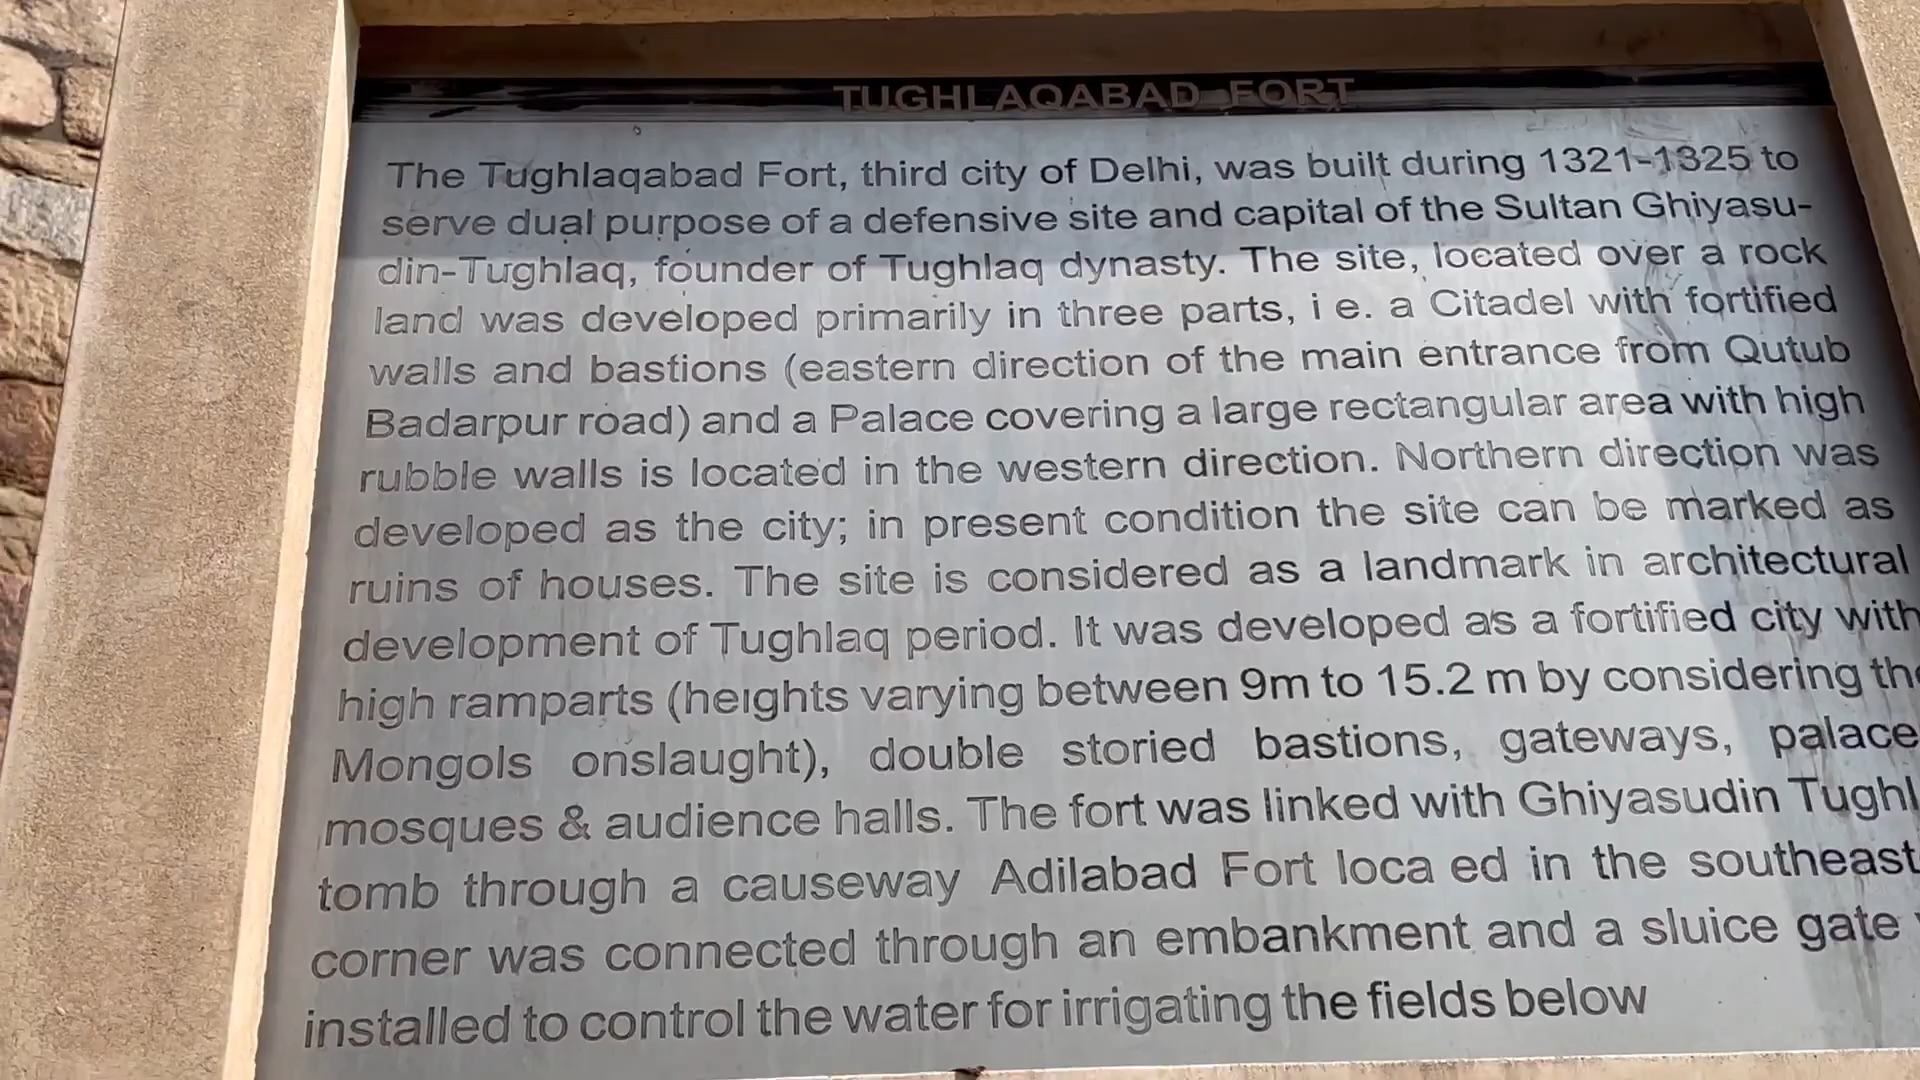 TUGHLAQABAD FORT
The Tughlaqabad Fort, third city of Delhi, was built during 1321-1325 to
serve dual purpose of a defensive site and capital of the Sultan Ghiyasu-
din-Tughlaq, founder of Tughlaq dynasty. The site, located over a rock
land was developed primarily in three parts, i e. a Citadel with fortified
walls and bastions (eastern direction of the main entrance from Qutub
Badarpur road) and a Palace covering a large rectangular area with high
rubble walls is located in the western direction. Northern direction was
developed as the city; in present condition the site can be marked as
ruins of houses. The site is considered as a landmark in architectural
development of Tughlaq period. It was developed as a fortified city with
high ramparts (heights varying between 9m to 15.2 m by considering the
Mongols onslaught), double storied bastions, gateways, palace
mosques & audience halls. The fort was linked with Ghiyasudin Tughl
tomb through a causeway Adilabad Fort loca ed in the southeast
corner was connected through an embankment and a sluice gate
installed to control the water for irrigating the fields below